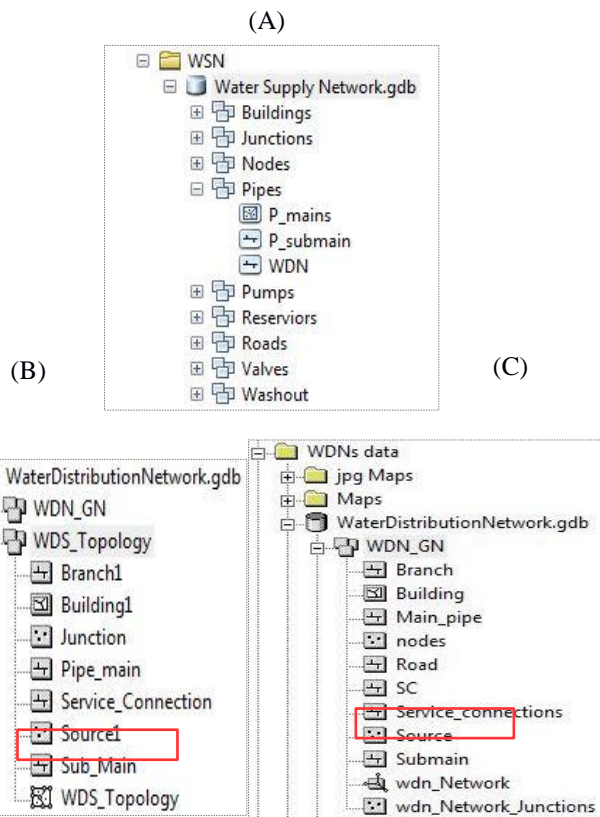 (A)
WSN
Water Supply Network.gdb
Buildings
Junctions
Nodes
Pipes
P_mains
P_submain
WDN
Pumps
Reserviors
Roads
Valves
Washout
(B)
(C)
WaterDistributionNetwork.gdb
WDN_GN
WDS_Topology
Branch1
Building1
Junction
Pipe_main
Service_Connection
Source1
Sub_Main
WDS_Topology
WDNs data
jpg Maps
Maps
WaterDistributionNetwork.gdb
WDN_GN
Branch
Building
Main_pipe
nodes
Road
SC
Service_connections
Source
Submain
wdn_Network
wdn_Network_Junctions